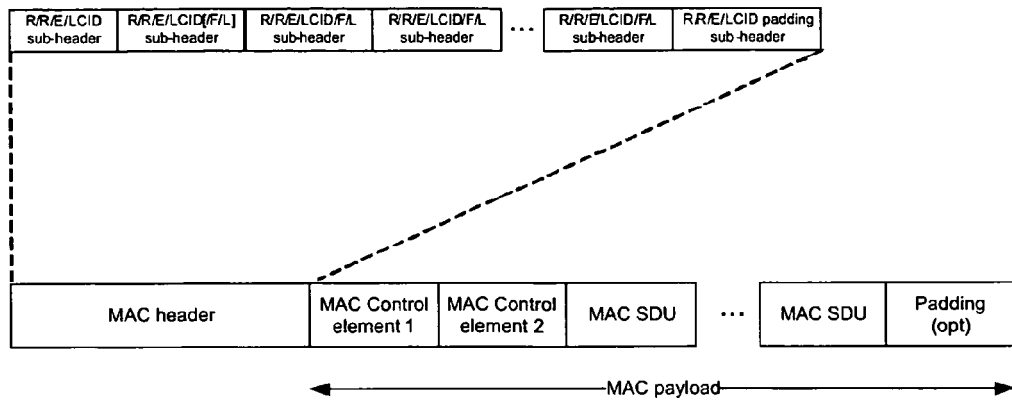 R/R/E/LCID sub-header
R/R/E/LCID[/F/L] sub-header
R/R/E/LCID/F/L sub-header
R/R/E/LCID/F/L sub-header
...
R/R/E/LCID/F/L sub-header
R/R/E/LCID padding sub-header
MAC header
MAC Control element 1
MAC Control element 2
MAC SDU
...
MAC SDU
Padding (opt)
MAC payload